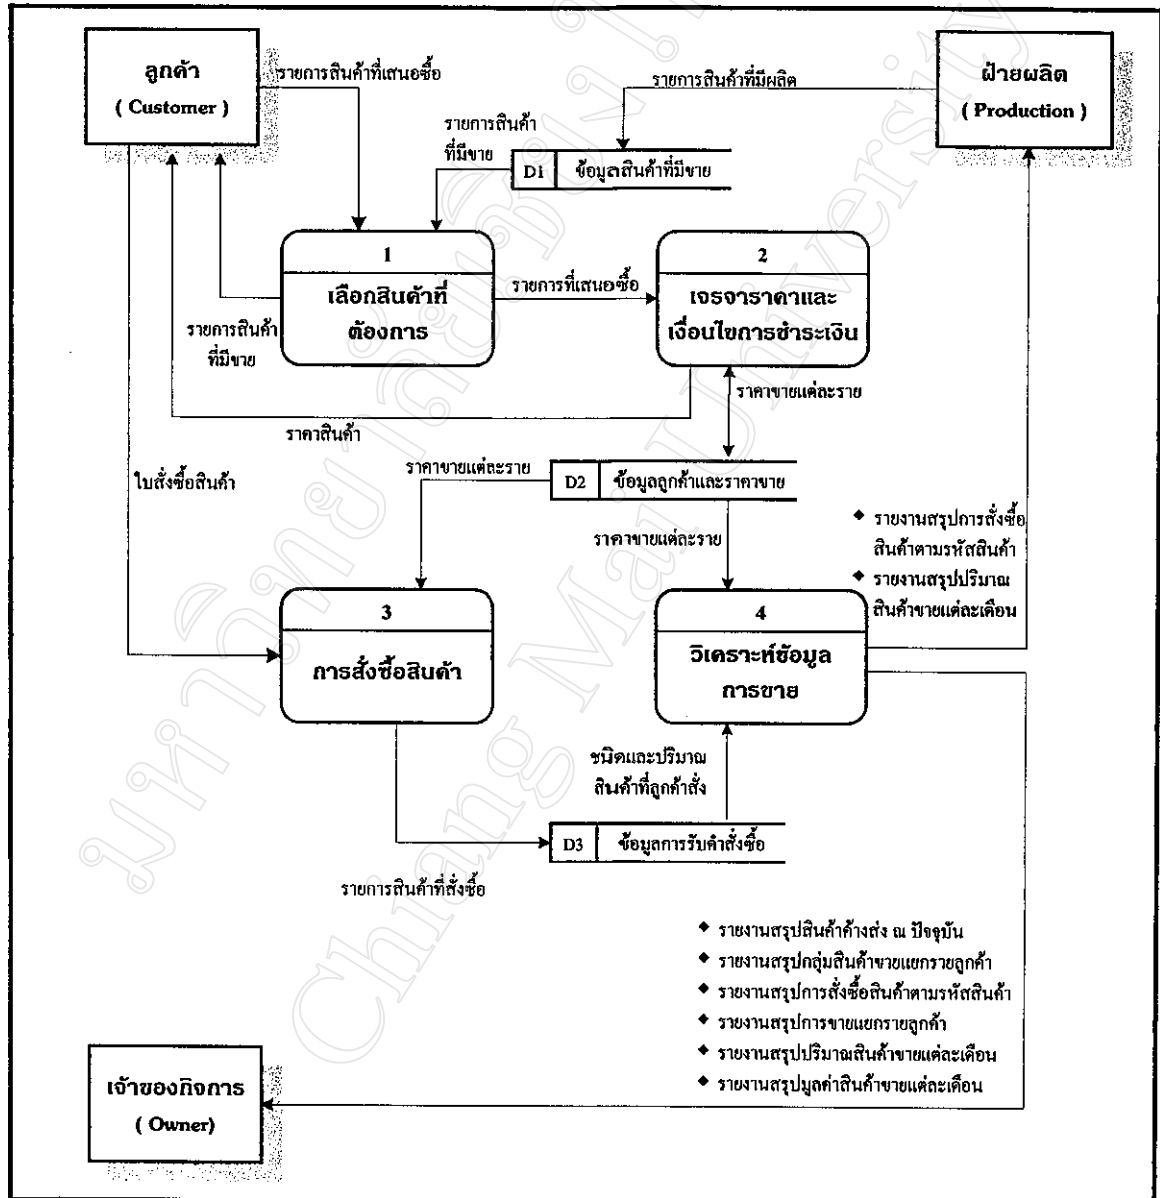 ลูกค้า
( Customer )
รายการสินค้าที่เสนอซื้อ
รายการสินค้าที่มีผลิต
ฝ่ายผลิต
( Production )
รายการสินค้า
ที่มีขาย
D1 ข้อมูลสินค้าที่มีขาย
1
เลือกสินค้าที่
ต้องการ
รายการที่เสนอซื้อ
2
เจรจาราคาและ
เงื่อนไขการชำระเงิน
รายการสินค้า
ที่มีขาย
ราคาขายแต่ละราย
ราคาสินค้า
ใบสั่งซื้อสินค้า
ราคาขายแต่ละราย
D2 ข้อมูลลูกค้าและราคาขาย
ราคาขายแต่ละราย
◆ รายงานสรุปการสั่งซื้อ
สินค้าตามรหัสสินค้า
◆ รายงานสรุปปริมาณ
สินค้าขายแต่ละเดือน
3
การสั่งซื้อสินค้า
4
วิเคราะห์ข้อมูล
การขาย
ชนิดและปริมาณ
สินค้าที่ลูกค้าสั่ง
D3 ข้อมูลการรับคำสั่งซื้อ
รายการสินค้าที่สั่งซื้อ
◆ รายงานสรุปสินค้าค้างส่ง ณ ปัจจุบัน
◆ รายงานสรุปกลุ่มสินค้าขายแยกรายลูกค้า
◆ รายงานสรุปการสั่งซื้อสินค้าตามรหัสสินค้า
◆ รายงานสรุปการขายแยกรายลูกค้า
◆ รายงานสรุปปริมาณสินค้าขายแต่ละเดือน
◆ รายงานสรุปมูลค่าสินค้าขายแต่ละเดือน
เจ้าของกิจการ
( Owner)
มหาวิทยาลัยเชียงใหม่
Chiang Mai University